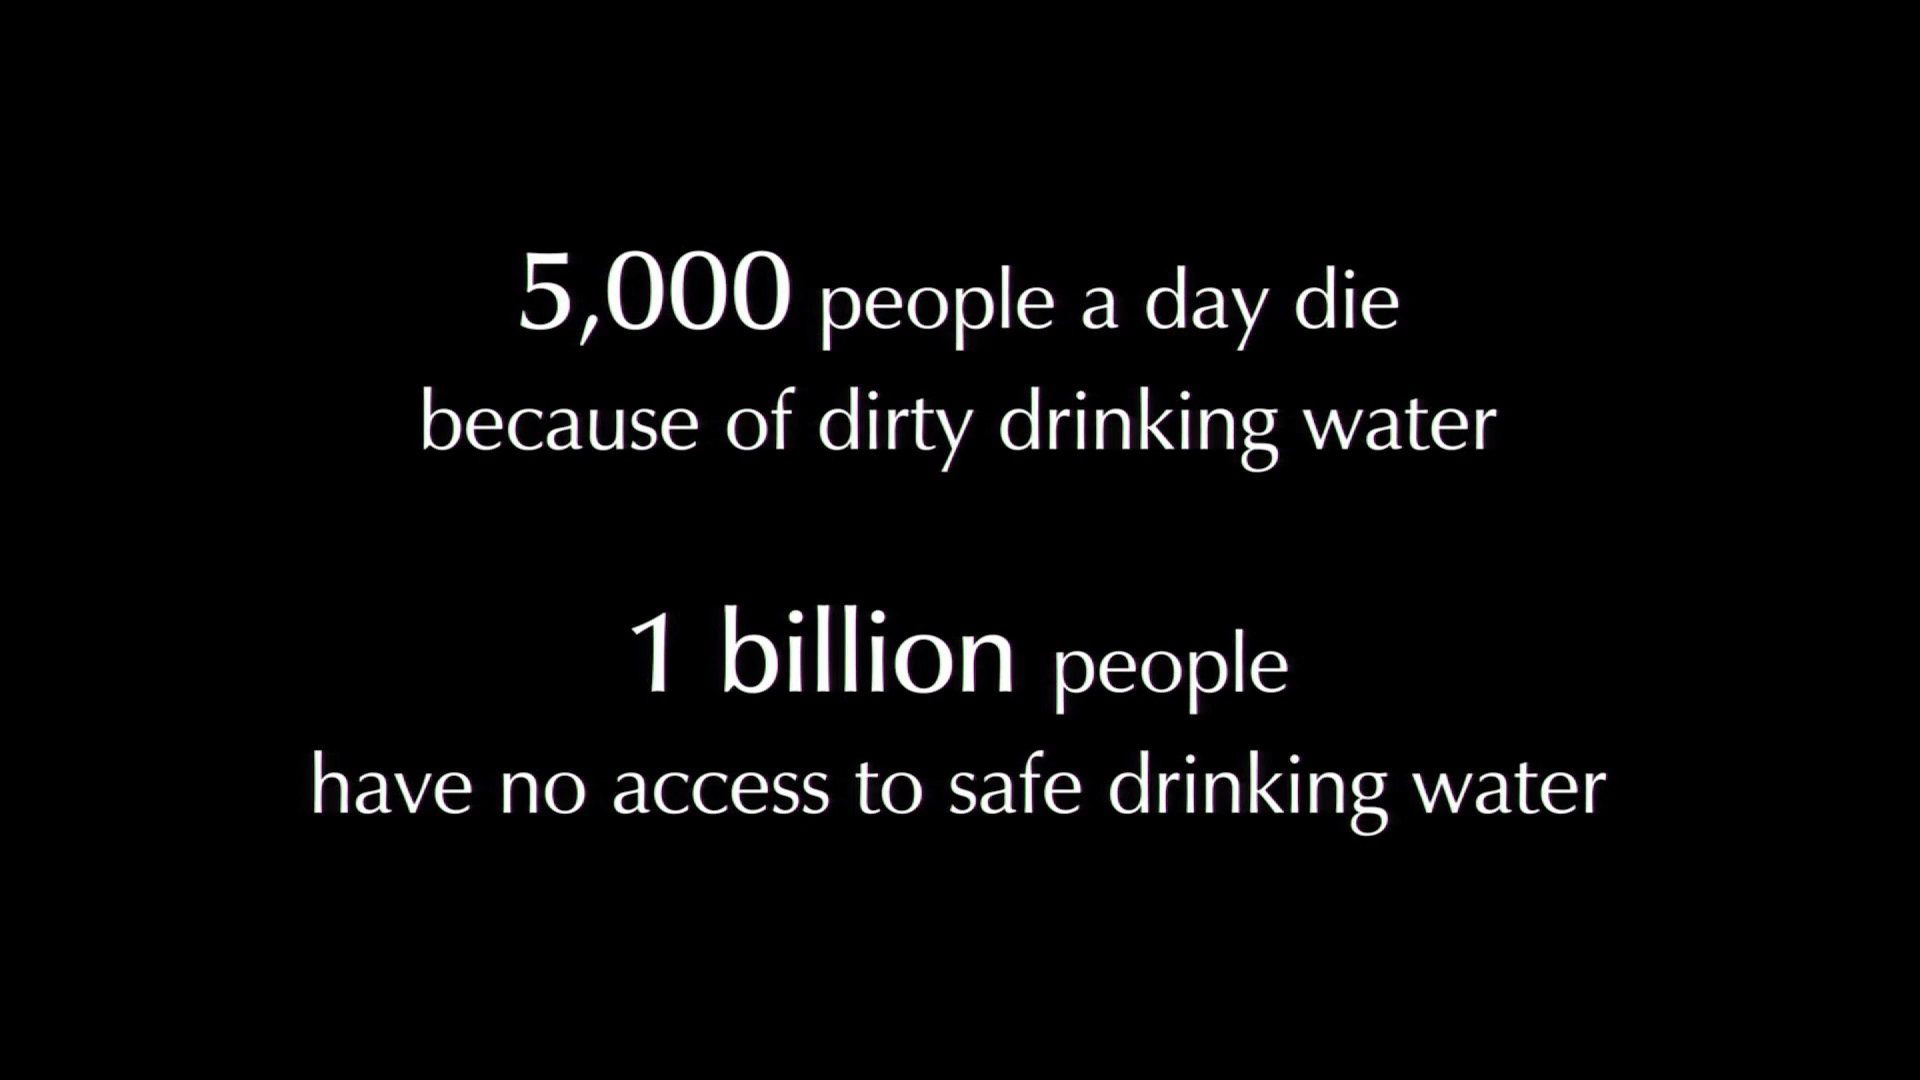 5,000 people a day die
because of dirty drinking water
1 billion people
have no access to safe drinking water